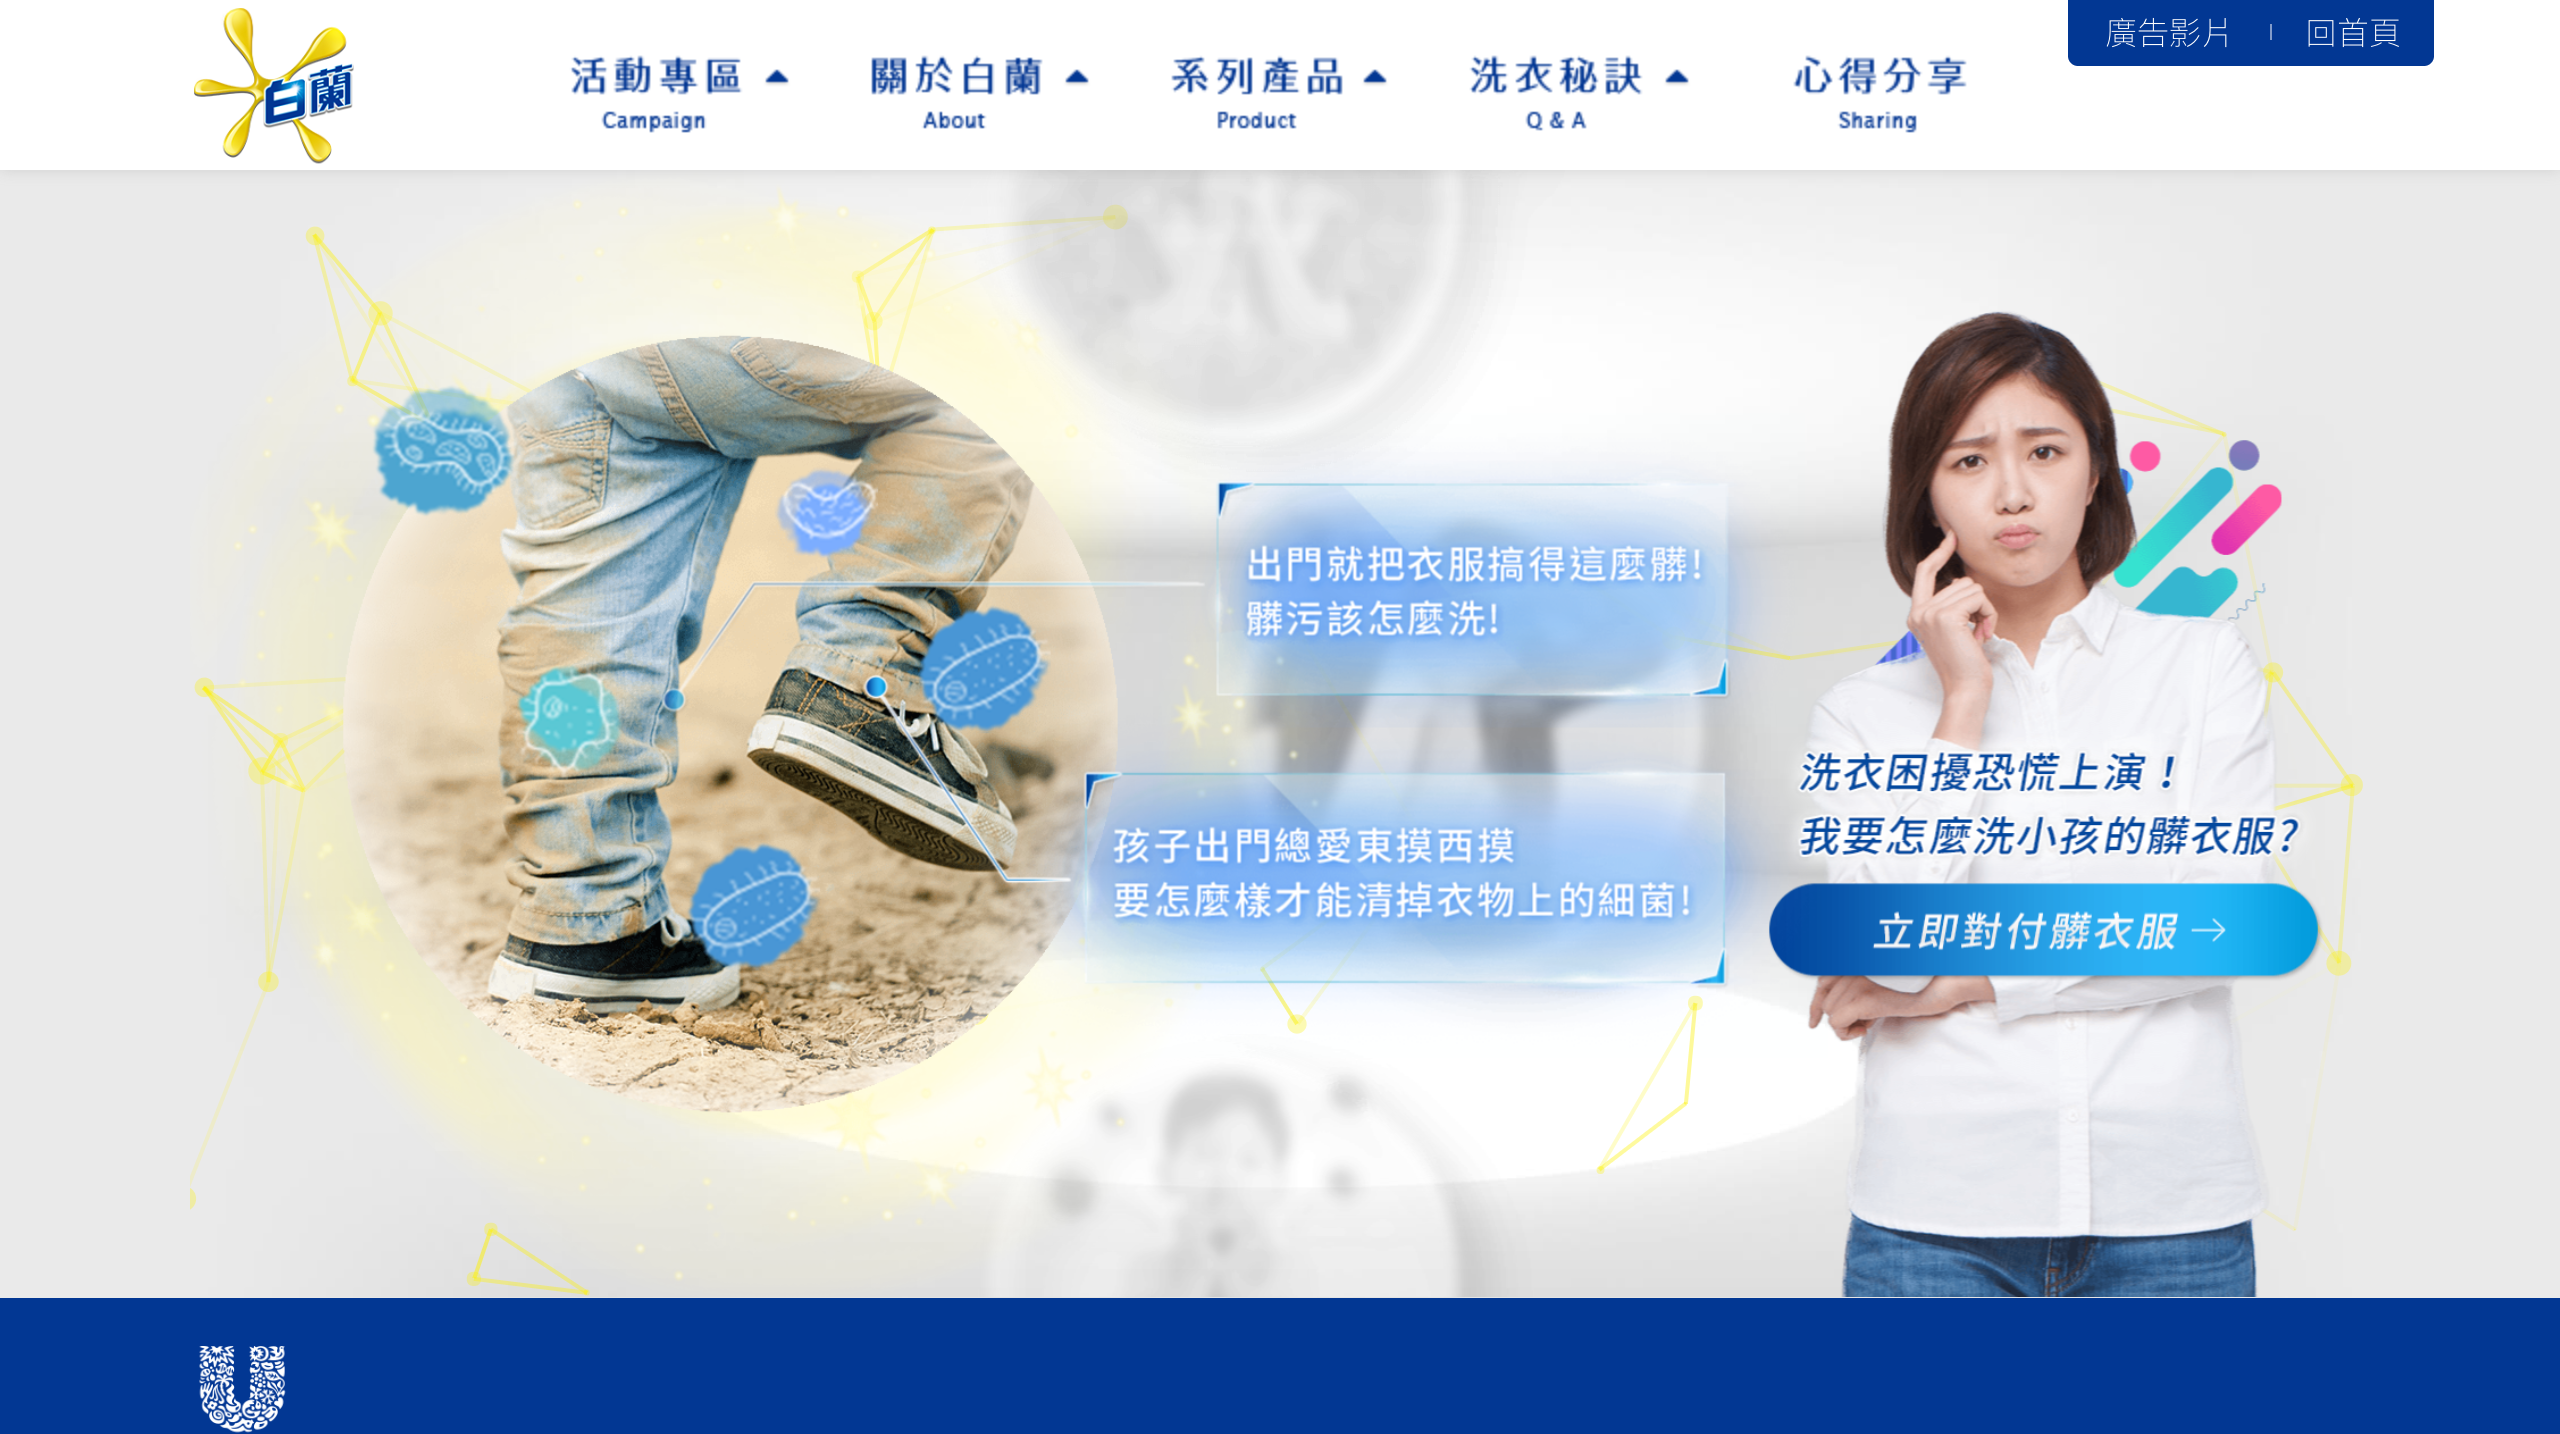 白蘭
廣告影片 | 回首頁
活動專區 關於白蘭 系列產品 洗衣秘訣 心得分享
Campaign About Product Q & A Sharing
出門就把衣服搞得這麼髒!
髒污該怎麼洗!
孩子出門總愛東摸西摸
要怎麼樣才能清掉衣物上的細菌!
洗衣困擾恐慌上演！
我要怎麼洗小孩的髒衣服?
立即對付髒衣服→